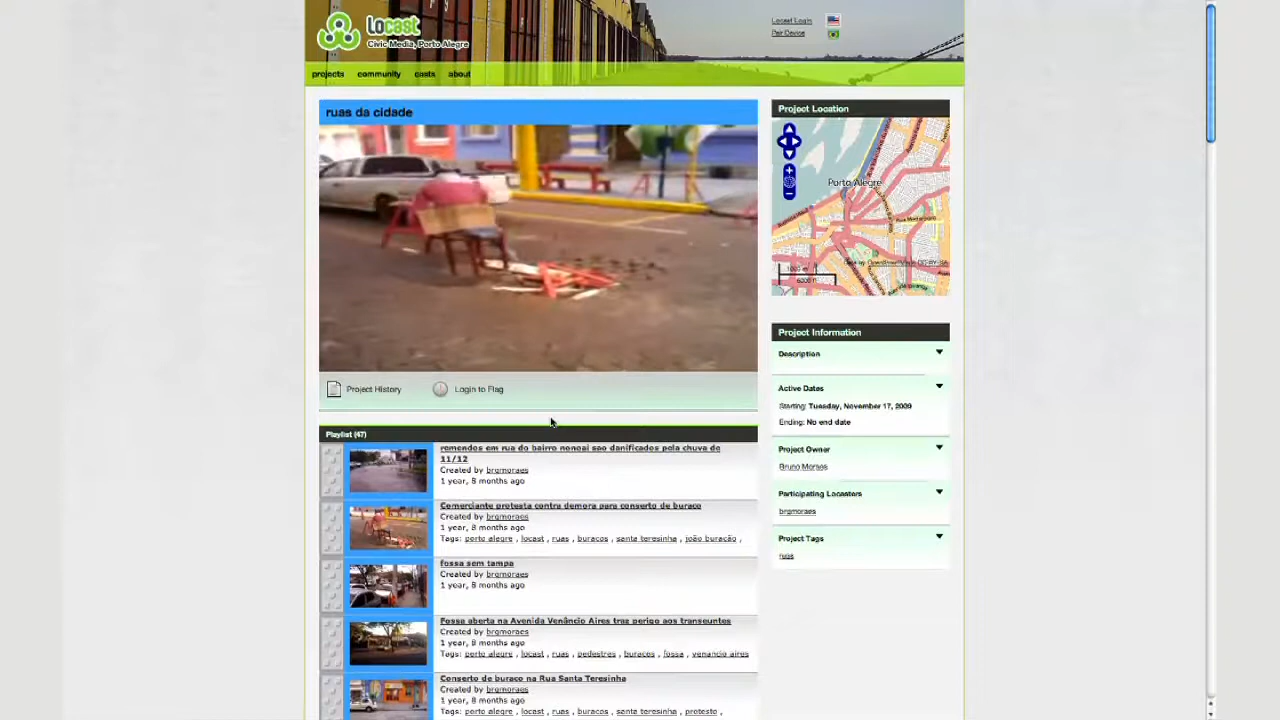 Locast
Civic Media, Porto Alegre
Locast Login
Pair Device
projects community casts about
ruas da cidade
Project Location
Porto Alegre
Project History
Login to Flag
Project Information
Description
Active Dates
Starting: Tuesday, November 17, 2009
Ending: No end date
Project Owner
Bruno Moraes
Participating Locasters
brqmoraes
Project Tags
ruas
Playlist (47)
remendos em rua do bairro nonoai sao danificados pela chuva de
11/12
Created by brqmoraes
1 year, 8 months ago
Comerciante protesta contra demora para conserto de buraco
Created by brqmoraes
1 year, 8 months ago
Tags: porto alegre , locast , ruas , buracos , santa teresinha , joão buracão ,
fossa sem tampa
Created by brqmoraes
1 year, 8 months ago
Fossa aberta na Avenida Venâncio Aires traz perigo aos transeuntes
Created by brqmoraes
1 year, 8 months ago
Tags: porto alegre , locast , ruas , pedestres , buracos , fossa , venancio aires
Conserto de buraco na Rua Santa Teresinha
Created by brqmoraes
1 year, 8 months ago
Tags: porto alegre , locast , ruas , buracos , santa teresinha , protesto ,